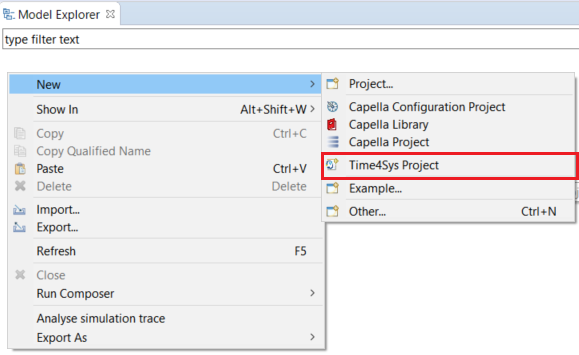 Model Explorer
type filter text
New
Show In Alt+Shift+W
Copy Ctrl+C
Copy Qualified Name
Paste Ctrl+V
Delete Delete
Import...
Export...
Refresh F5
Close
Run Composer
Analyse simulation trace
Export As
Project...
Capella Configuration Project
Capella Library
Capella Project
Time4Sys Project
Example...
Other... Ctrl+N